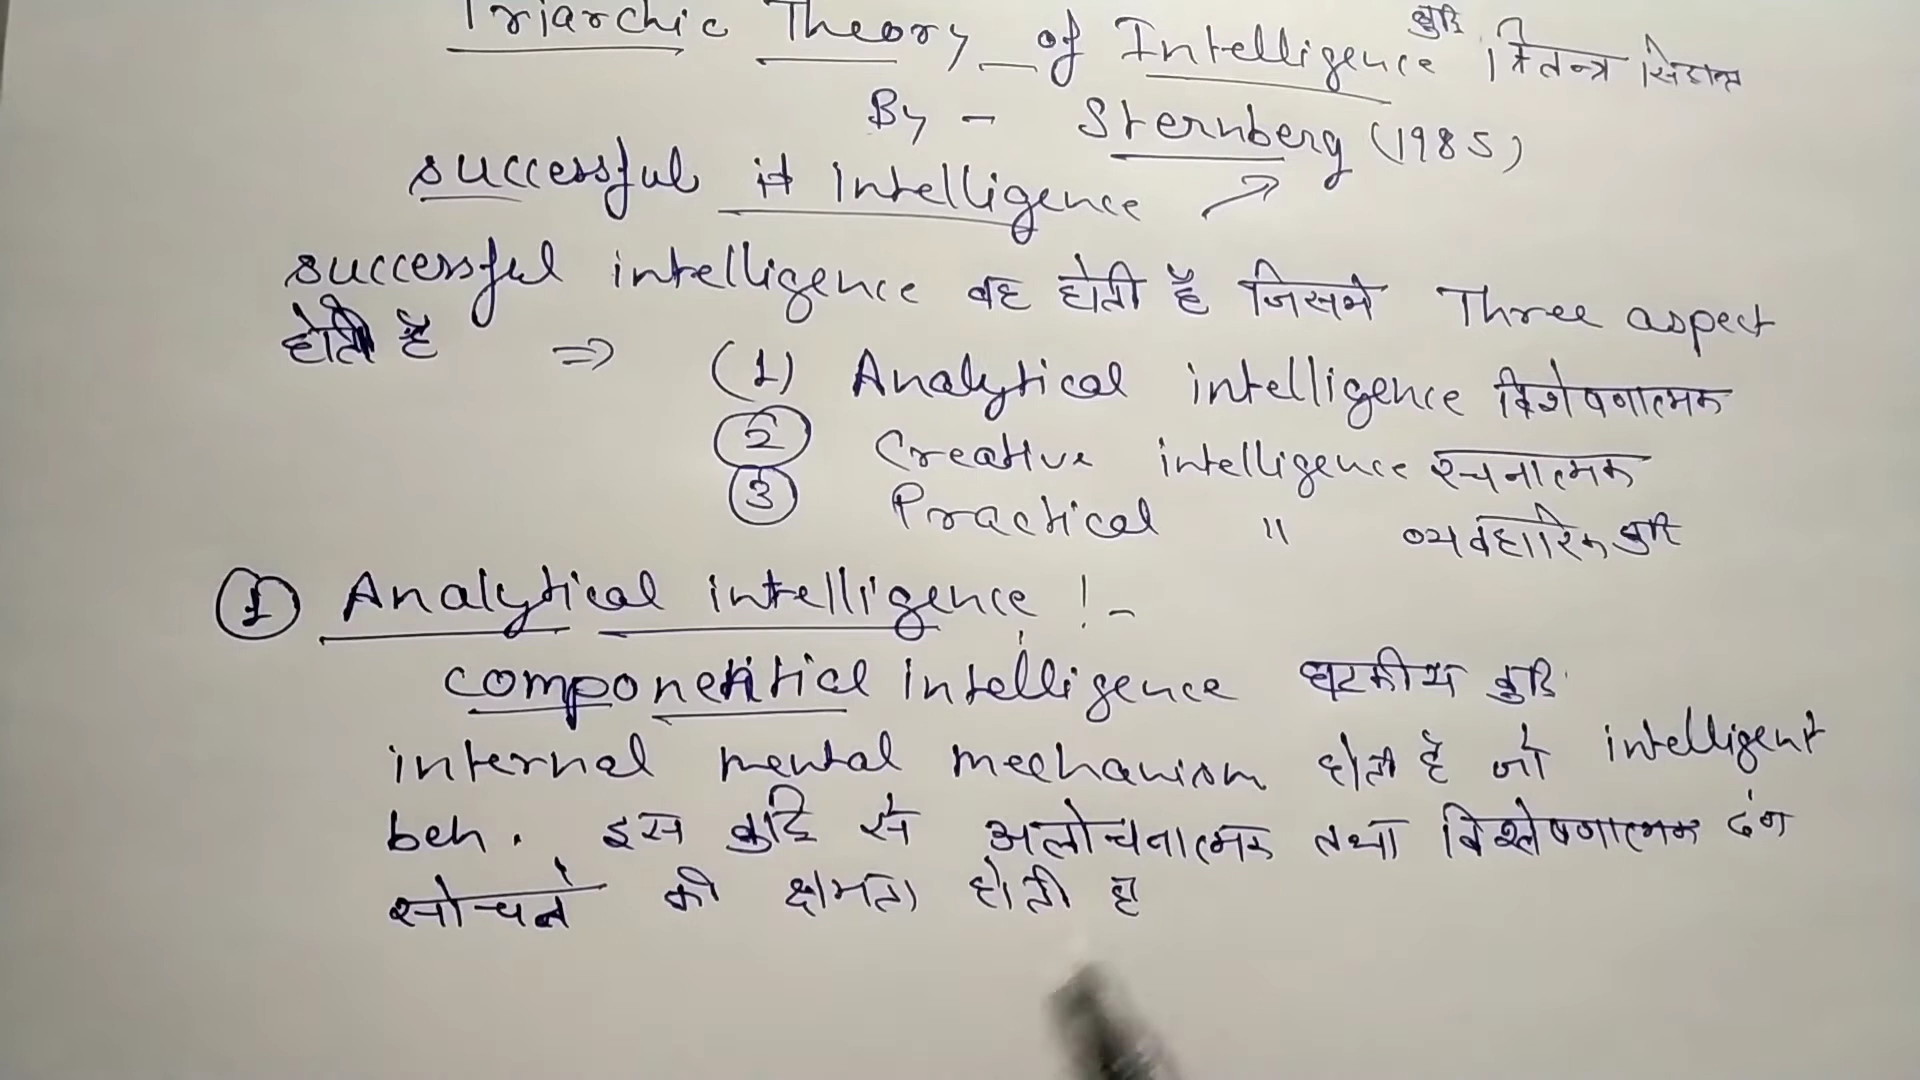 Triarchic Theory of Intelligence बुद्धि त्रितन्त्र सिद्धान्त
By - Sternberg (1985)
successful it Intelligence ↗
successful intelligence वह होती है जिसमे Three aspect
होती है ⇒ (1) Analytical intelligence विशेषणात्मक
(2) Creative intelligence रचनात्मक
(3) Practical " व्यवहारिक बुद्धि
(1) Analytical intelligence :-
componential intelligence घटकीय बुद्धि
internal mental mechanism होती है जो intelligent
beh. इस बुद्धि से अलोचनात्मक तथा विश्लेषणात्मक ढंग
सोचने की क्षमता होती है